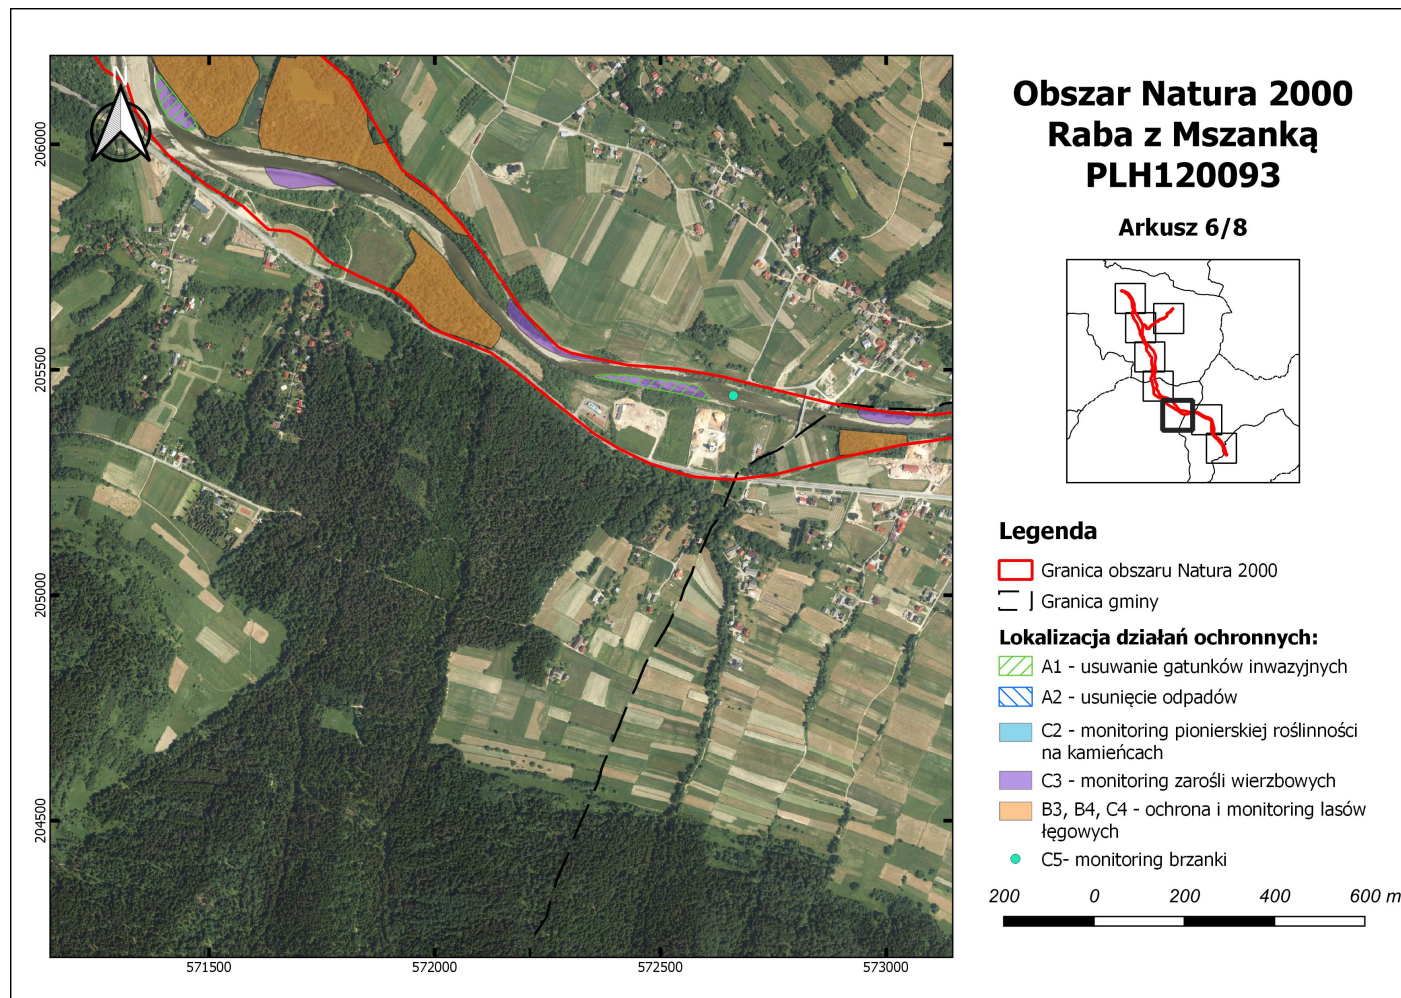 Obszar Natura 2000
Raba z Mszanką
PLH120093
Arkusz 6/8
N
206000
205500
205000
204500
571500
572000
572500
573000
Legenda
Granica obszaru Natura 2000
Granica gminy
Lokalizacja działań ochronnych:
A1 - usuwanie gatunków inwazyjnych
A2 - usunięcie odpadów
C2 - monitoring pionierskiej roślinności
na kamieńcach
C3 - monitoring zarośli wierzbowych
B3, B4, C4 - ochrona i monitoring lasów
łęgowych
C5- monitoring brzanki
200 0 200 400 600 m